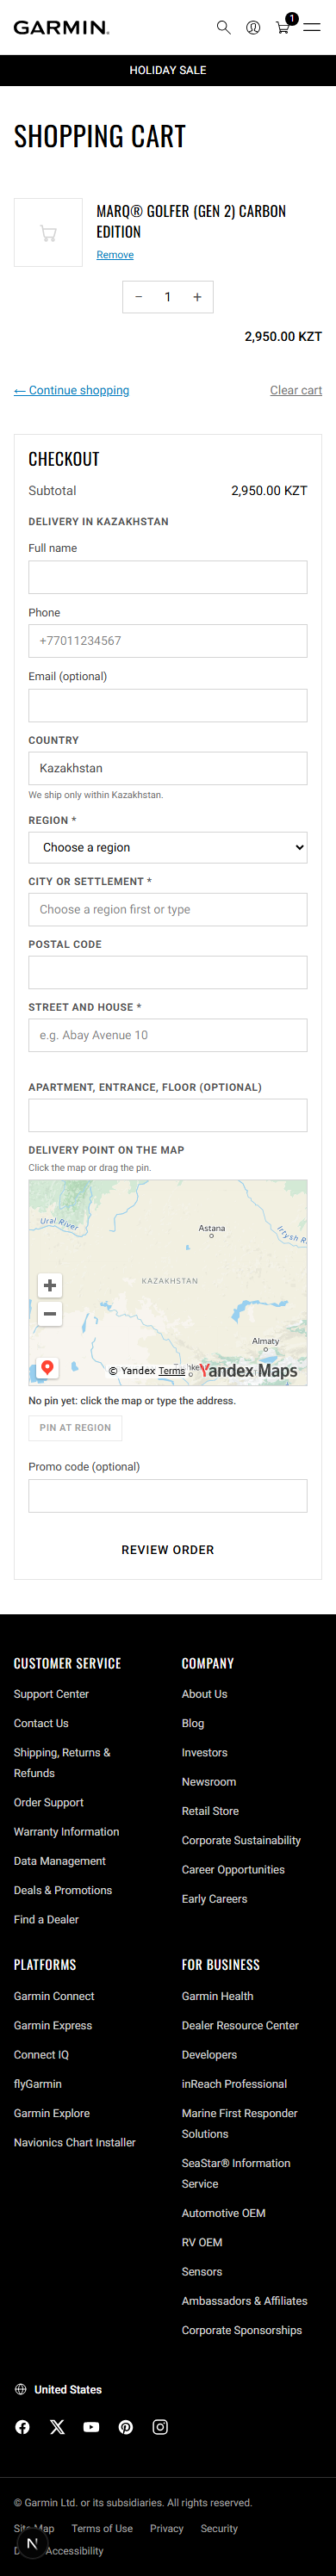 GARMIN
1
HOLIDAY SALE
SHOPPING CART
MARQ® GOLFER (GEN 2) CARBON
EDITION
Remove
− 1 +
2,950.00 KZT
← Continue shopping Clear cart
CHECKOUT
Subtotal 2,950.00 KZT
DELIVERY IN KAZAKHSTAN
Full name
Phone
+77011234567
Email (optional)
COUNTRY
Kazakhstan
We ship only within Kazakhstan.
REGION *
Choose a region
CITY OR SETTLEMENT *
Choose a region first or type
POSTAL CODE
STREET AND HOUSE *
e.g. Abay Avenue 10
APARTMENT, ENTRANCE, FLOOR (OPTIONAL)
DELIVERY POINT ON THE MAP
Click the map or drag the pin.
Ural River
Astana
Irtysh R
KAZAKHSTAN
Almaty
© Yandex Terms Yandex Maps
No pin yet: click the map or type the address.
PIN AT REGION
Promo code (optional)
REVIEW ORDER
CUSTOMER SERVICE
Support Center
Contact Us
Shipping, Returns &
Refunds
Order Support
Warranty Information
Data Management
Deals & Promotions
Find a Dealer
COMPANY
About Us
Blog
Investors
Newsroom
Retail Store
Corporate Sustainability
Career Opportunities
Early Careers
PLATFORMS
Garmin Connect
Garmin Express
Connect IQ
flyGarmin
Garmin Explore
Navionics Chart Installer
FOR BUSINESS
Garmin Health
Dealer Resource Center
Developers
inReach Professional
Marine First Responder
Solutions
SeaStar® Information
Service
Automotive OEM
RV OEM
Sensors
Ambassadors & Affiliates
Corporate Sponsorships
United States
© Garmin Ltd. or its subsidiaries. All rights reserved.
Site Map Terms of Use Privacy Security
Accessibility
N